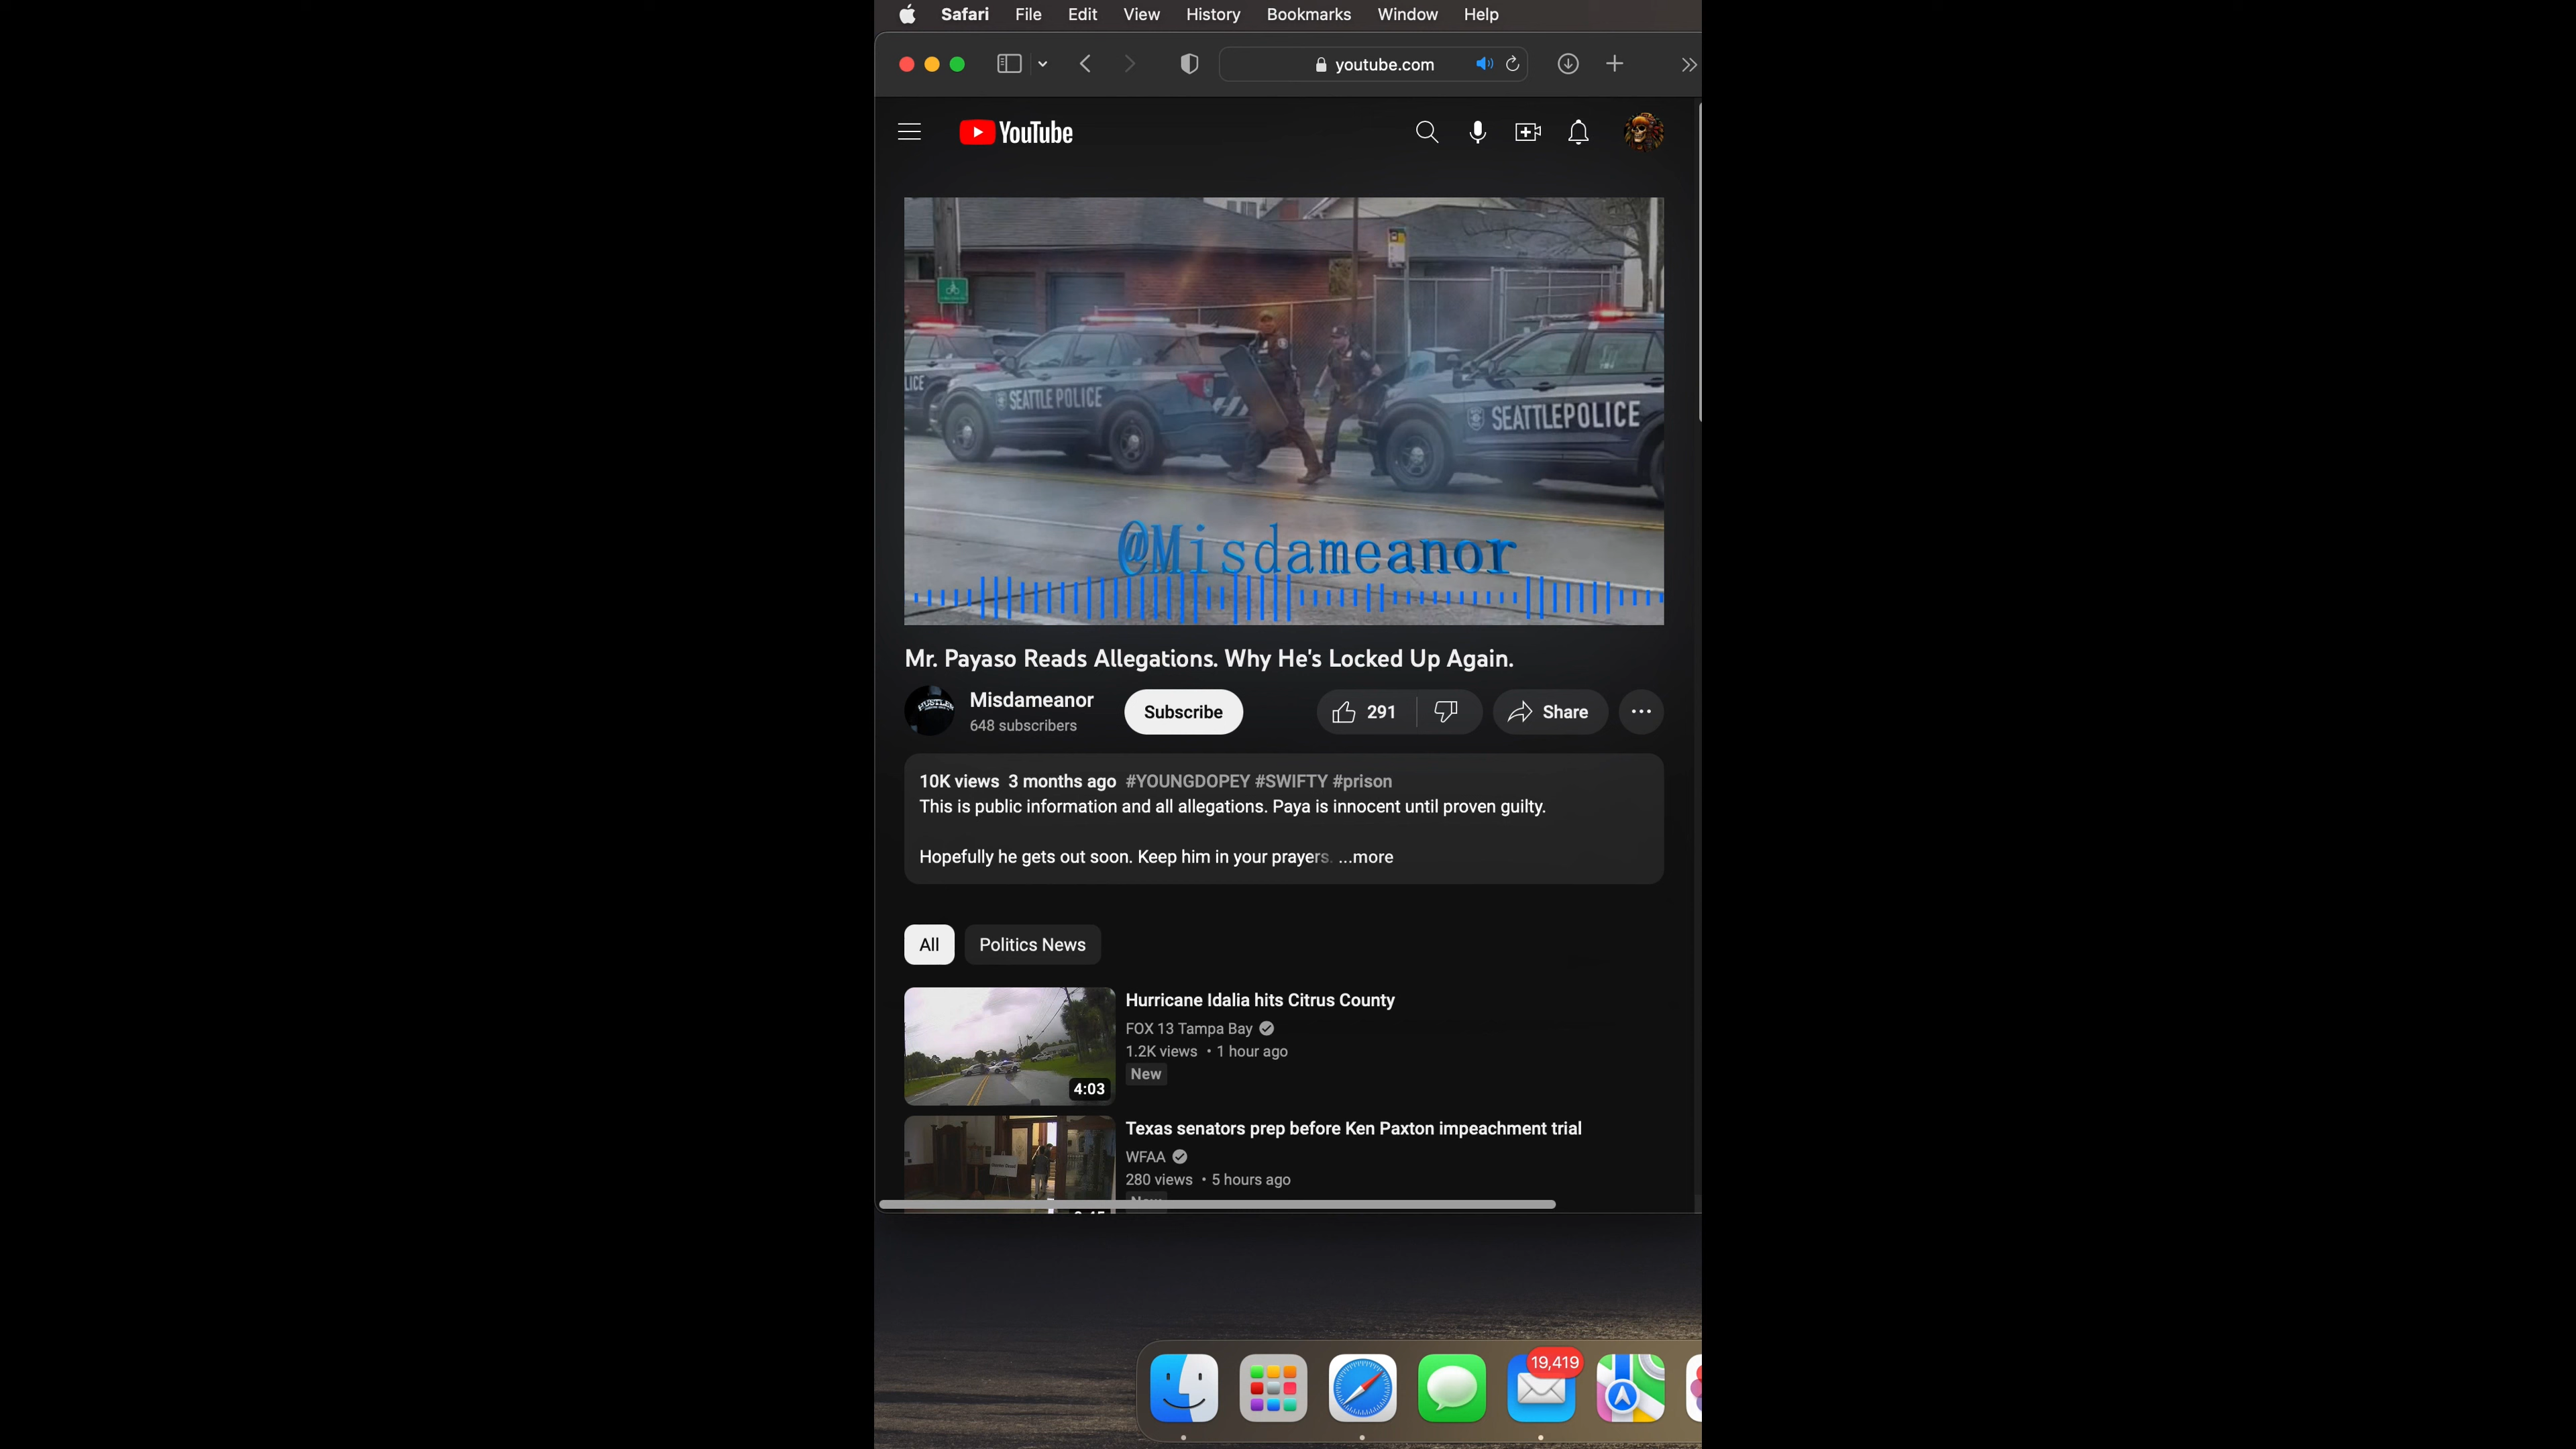 Safari File Edit View History Bookmarks Window Help
youtube.com
YouTube
LICE SEATTLE POLICE SEATTLE POLICE
@Misdameanor
Mr. Payaso Reads Allegations. Why He's Locked Up Again.
HUSTLER
Misdameanor
648 subscribers
Subscribe
291
Share
10K views 3 months ago #YOUNGDOPEY #SWIFTY #prison
This is public information and all allegations. Paya is innocent until proven guilty.
Hopefully he gets out soon. Keep him in your prayers. ...more
All
Politics News
Hurricane Idalia hits Citrus County
FOX 13 Tampa Bay
1.2K views • 1 hour ago
New
4:03
Texas senators prep before Ken Paxton impeachment trial
WFAA
280 views • 5 hours ago
19,419